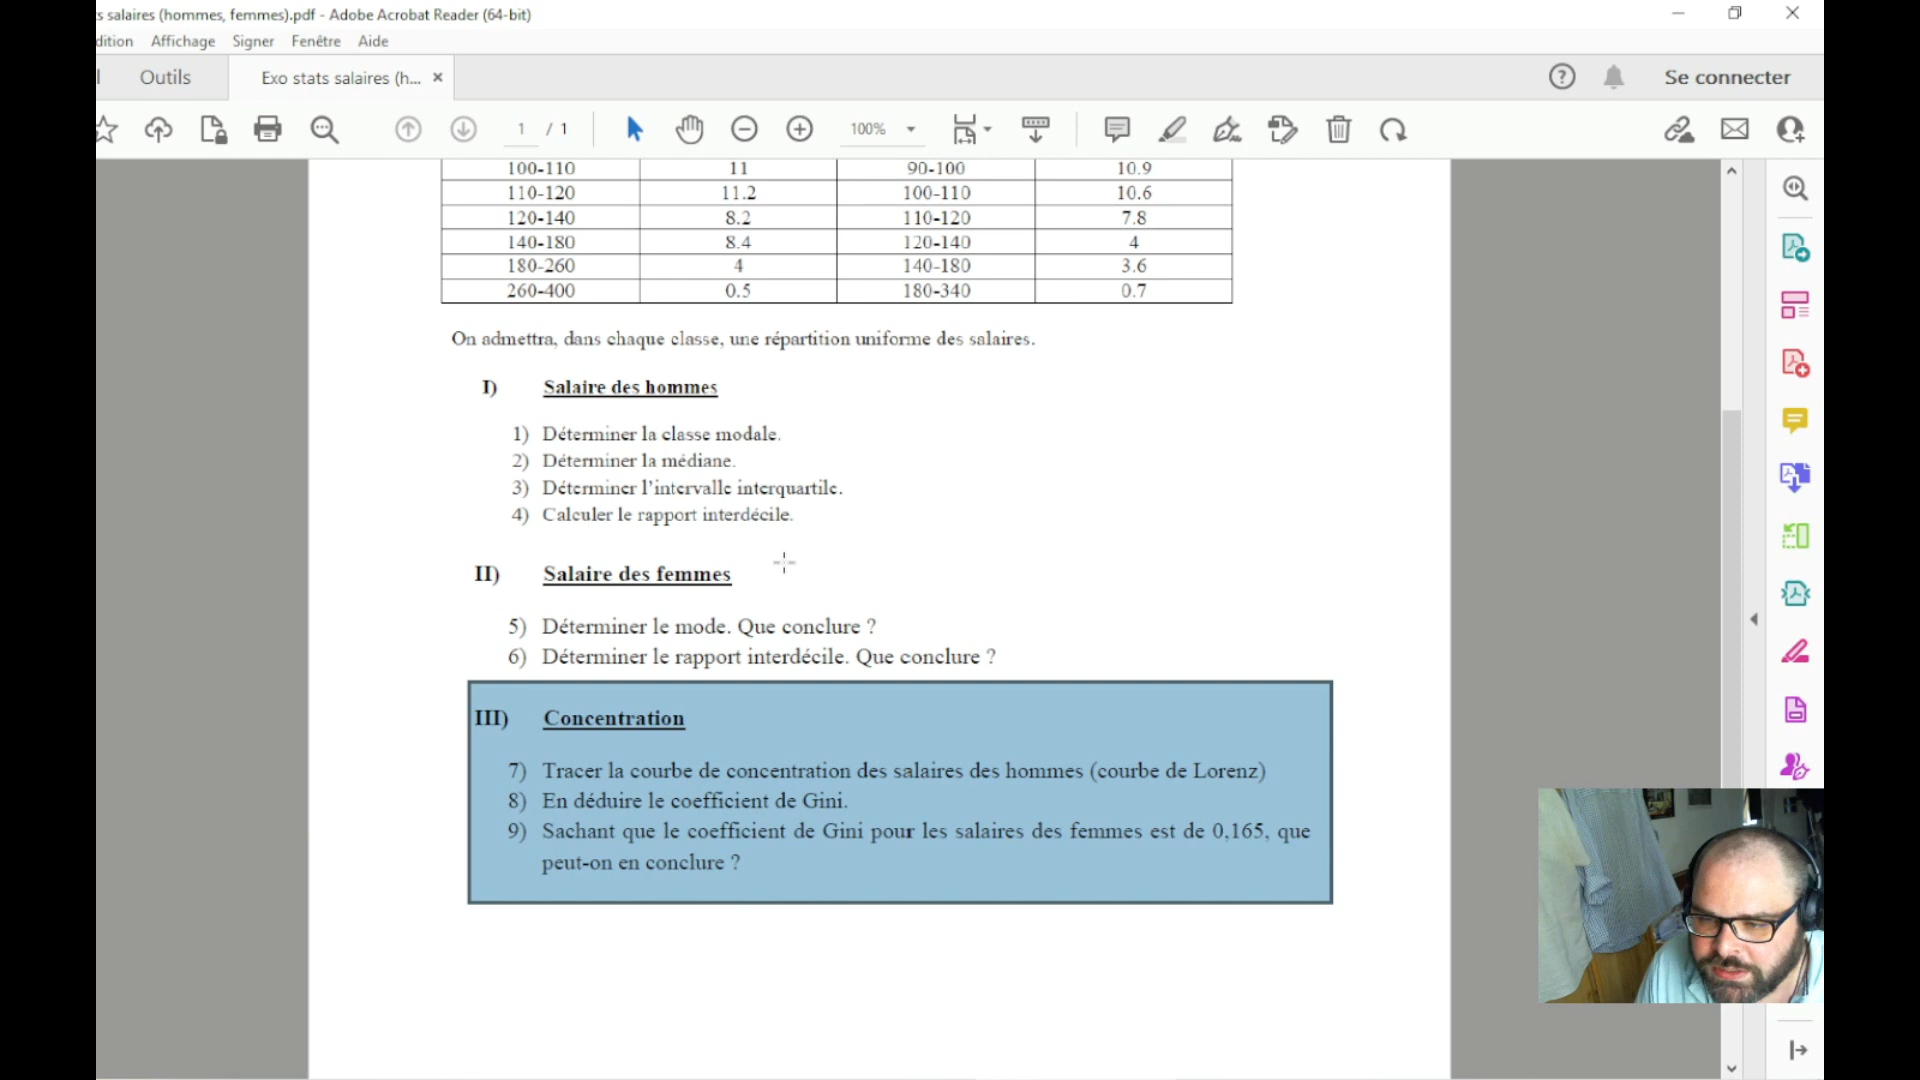 s salaires (hommes, femmes).pdf - Adobe Acrobat Reader (64-bit)
dition Affichage Signer Fenêtre Aide
l Outils Exo stats salaires (h... × Se connecter
1 / 1 100%
100-110 11 90-100 10.9
110-120 11.2 100-110 10.6
120-140 8.2 110-120 7.8
140-180 8.4 120-140 4
180-260 4 140-180 3.6
260-400 0.5 180-340 0.7
On admettra, dans chaque classe, une répartition uniforme des salaires.
I) Salaire des hommes
1) Déterminer la classe modale.
2) Déterminer la médiane.
3) Déterminer l'intervalle interquartile.
4) Calculer le rapport interdécile.
II) Salaire des femmes
5) Déterminer le mode. Que conclure ?
6) Déterminer le rapport interdécile. Que conclure ?
III) Concentration
7) Tracer la courbe de concentration des salaires des hommes (courbe de Lorenz)
8) En déduire le coefficient de Gini.
9) Sachant que le coefficient de Gini pour les salaires des femmes est de 0,165, que
peut-on en conclure ?